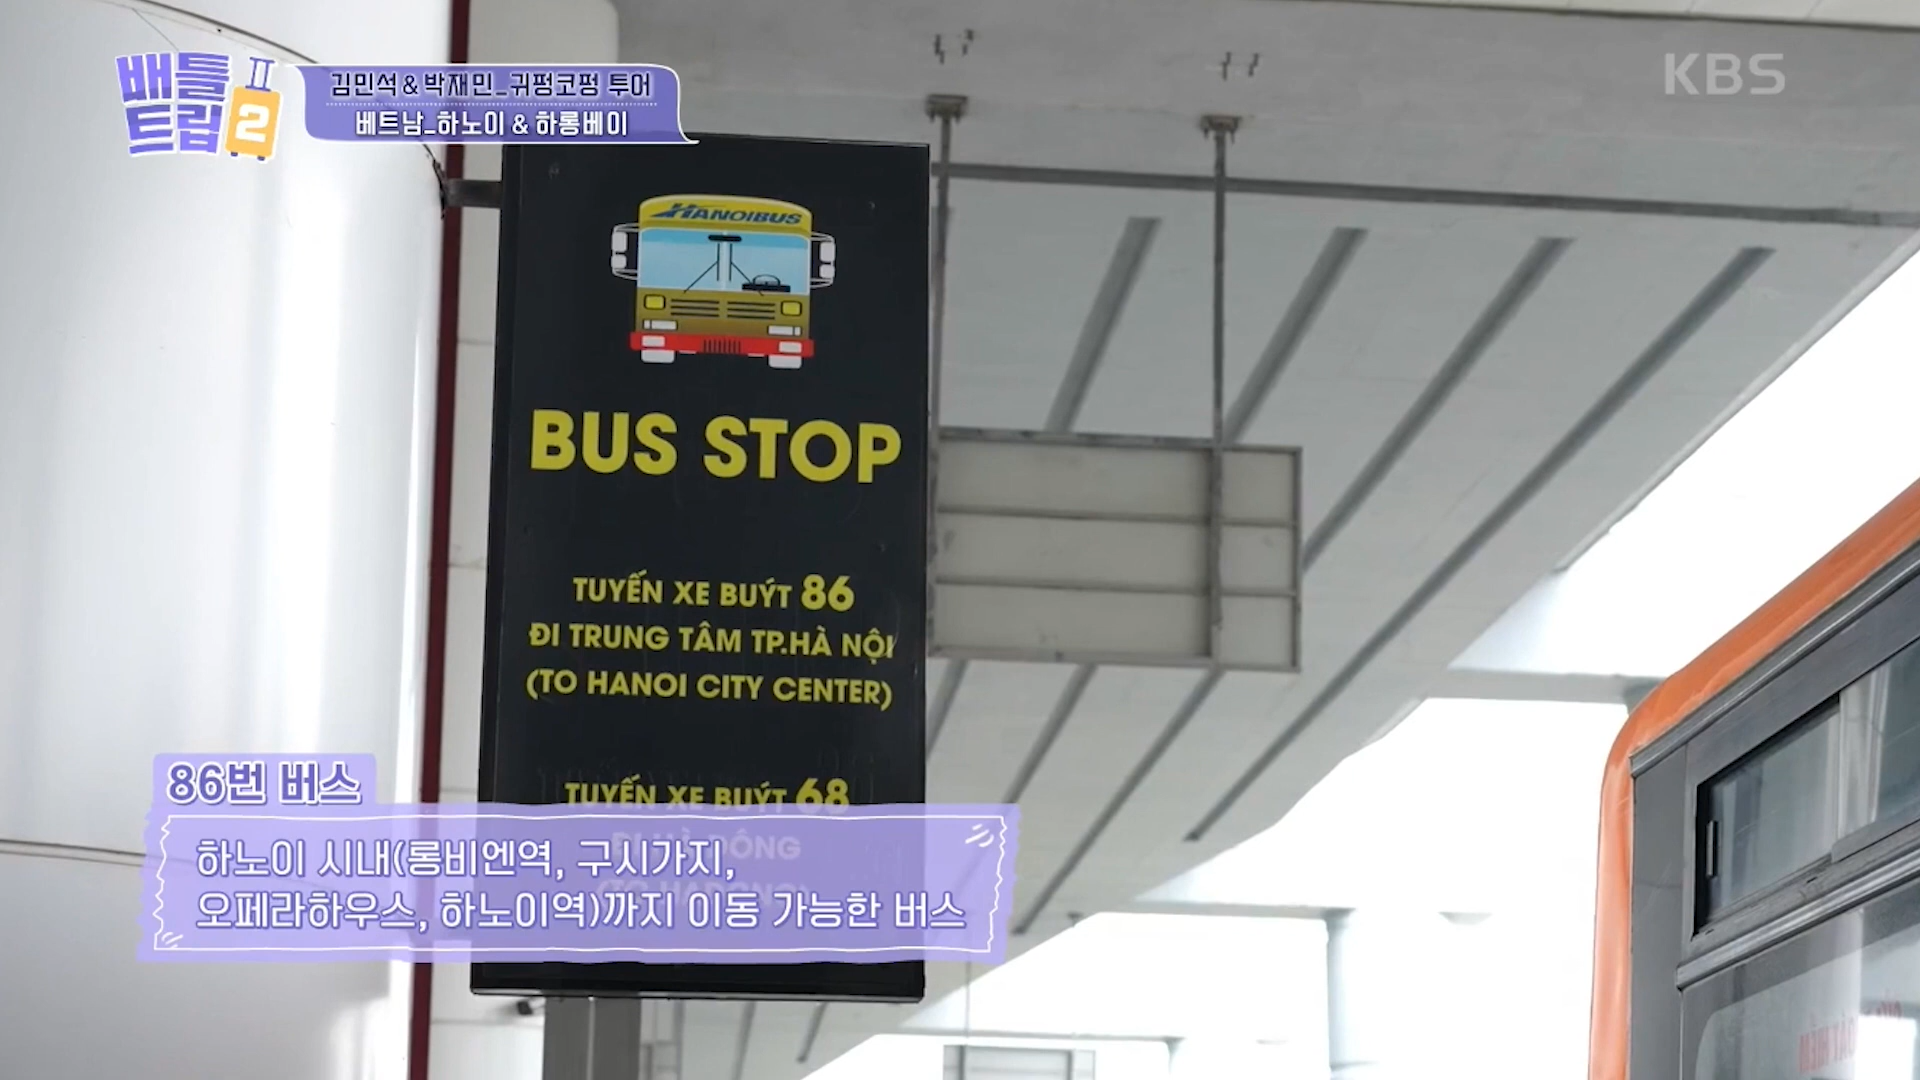 배틀
트립 2
김민석&박재민_귀펑코펑 투어
베트남_하노이&하롱베이
KBS
HANOIBUS
BUS STOP
TUYẾN XE BUÝT 86
ĐI TRUNG TÂM TP.HÀ NỘI
(TO HANOI CITY CENTER)
TUYẾN XE BUÝT 68
ĐI HÀ ĐÔNG
86번 버스
하노이 시내(롱비엔역, 구시가지,
오페라하우스, 하노이역)까지 이동 가능한 버스